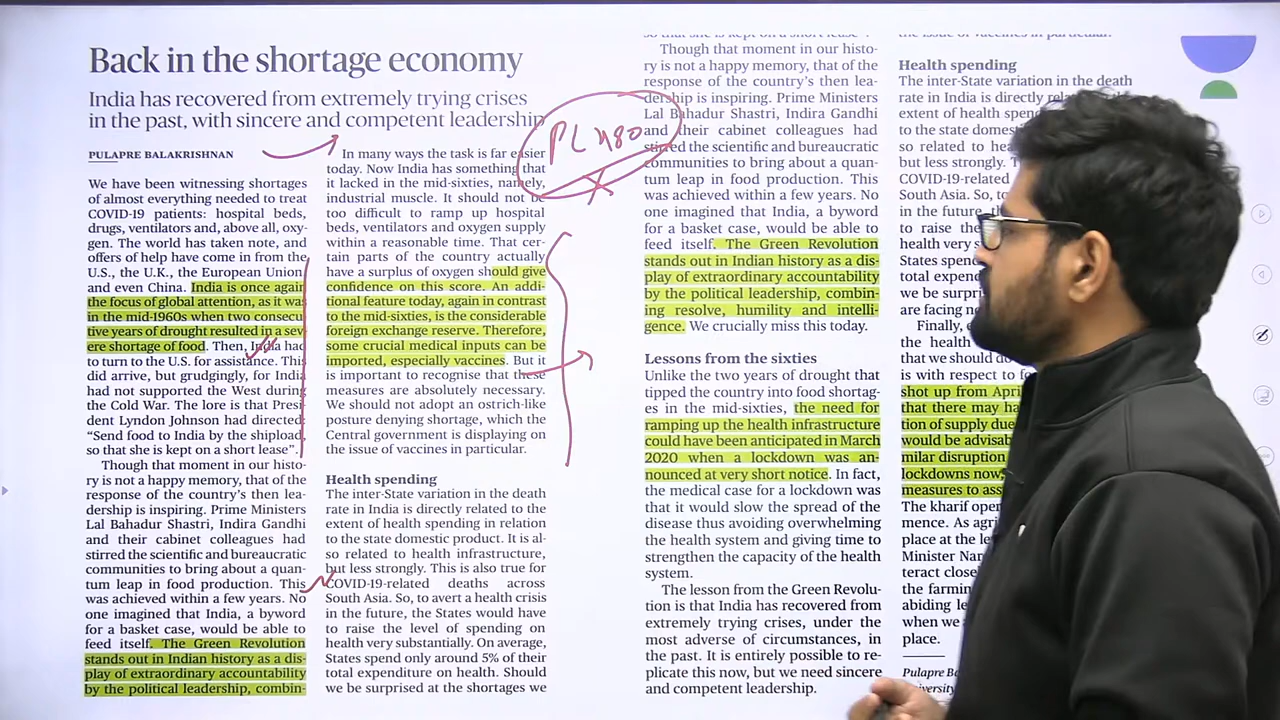 Back in the shortage economy
India has recovered from extremely trying crises
in the past, with sincere and competent leadership
PULAPRE BALAKRISHNAN
We have been witnessing shortages
of almost everything needed to treat
COVID-19 patients: hospital beds,
drugs, ventilators and, above all, oxy-
gen. The world has taken note, and
offers of help have come in from the
U.S., the U.K., the European Union
and even China. India is once again
the focus of global attention, as it was
in the mid-1960s when two consecu-
tive years of drought resulted in a sev-
ere shortage of food. Then, India had
to turn to the U.S. for assistance. This
did arrive, but grudgingly, for India
had not supported the West during
the Cold War. The lore is that Presi-
dent Lyndon Johnson had directed:
“Send food to India by the shipload,
so that she is kept on a short lease”.
Though that moment in our histo-
ry is not a happy memory, that of the
response of the country’s then lea-
dership is inspiring. Prime Ministers
Lal Bahadur Shastri, Indira Gandhi
and their cabinet colleagues had
stirred the scientific and bureaucratic
communities to bring about a quan-
tum leap in food production. This
was achieved within a few years. No
one imagined that India, a byword
for a basket case, would be able to
feed itself. The Green Revolution
stands out in Indian history as a dis-
play of extraordinary accountability
by the political leadership, combin-
In many ways the task is far easier
today. Now India has something that
it lacked in the mid-sixties, namely,
industrial muscle. It should not be
too difficult to ramp up hospital
beds, ventilators and oxygen supply
within a reasonable time. That cer-
tain parts of the country actually
have a surplus of oxygen should give
confidence on this score. An addi-
tional feature today, again in contrast
to the mid-sixties, is the considerable
foreign exchange reserve. Therefore,
some crucial medical inputs can be
imported, especially vaccines. But it
is important to recognise that these
measures are absolutely necessary.
We should not adopt an ostrich-like
posture denying shortage, which the
Central government is displaying on
the issue of vaccines in particular.
Health spending
The inter-State variation in the death
rate in India is directly related to the
extent of health spending in relation
to the state domestic product. It is al-
so related to health infrastructure,
but less strongly. This is also true for
COVID-19-related deaths across
South Asia. So, to avert a health crisis
in the future, the States would have
to raise the level of spending on
health very substantially. On average,
States spend only around 5% of their
total expenditure on health. Should
we be surprised at the shortages we
PL 480
Though that moment in our histo-
ry is not a happy memory, that of the
response of the country’s then lea-
dership is inspiring. Prime Ministers
Lal Bahadur Shastri, Indira Gandhi
and their cabinet colleagues had
stirred the scientific and bureaucratic
communities to bring about a quan-
tum leap in food production. This
was achieved within a few years. No
one imagined that India, a byword
for a basket case, would be able to
feed itself. The Green Revolution
stands out in Indian history as a dis-
play of extraordinary accountability
by the political leadership, combin-
ing resolve, humility and intelli-
gence. We crucially miss this today.
Lessons from the sixties
Unlike the two years of drought that
tipped the country into food shortag-
es in the mid-sixties, the need for
ramping up the health infrastructure
could have been anticipated in March
2020 when a lockdown was an-
nounced at very short notice. In fact,
the medical case for a lockdown was
that it would slow the spread of the
disease thus avoiding overwhelming
the health system and giving time to
strengthen the capacity of the health
system.
The lesson from the Green Revolu-
tion is that India has recovered from
extremely trying crises, under the
most adverse of circumstances, in
the past. It is entirely possible to re-
plicate this now, but we need sincere
and competent leadership.
Health spending
The inter-State variation in the death
rate in India is directly
extent of health
to the state
so related to
but less strongly.
COVID-19-related
South Asia. So, to
in the future,
to raise the
health very
States spend
total
we be
are facing
Finally,
the health
that we should
is with respect to
shot up from April
that there may
tion of supply due
would be
milar disruption
lockdowns now,
measures to
The kharif
mence. As
place at the
Minister
teract
the
abiding
when we
place.
Pulapre